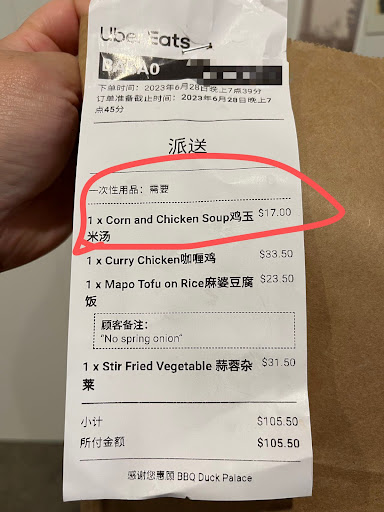 Uber Eats
下单时间：2023年6月28日晚上7点39分
订单准备截止时间：2023年6月28日晚上7
点45分
派送
一次性用品：需要
1 x Corn and Chicken Soup鸡玉 $17.00
米汤
1 x Curry Chicken咖喱鸡 $33.50
1 x Mapo Tofu on Rice麻婆豆腐 $23.50
饭
顾客备注：
"No spring onion"
1 x Stir Fried Vegetable 蒜蓉杂 $31.50
菜
小计 $105.50
所付金额 $105.50
感谢您惠顾 BBQ Duck Palace